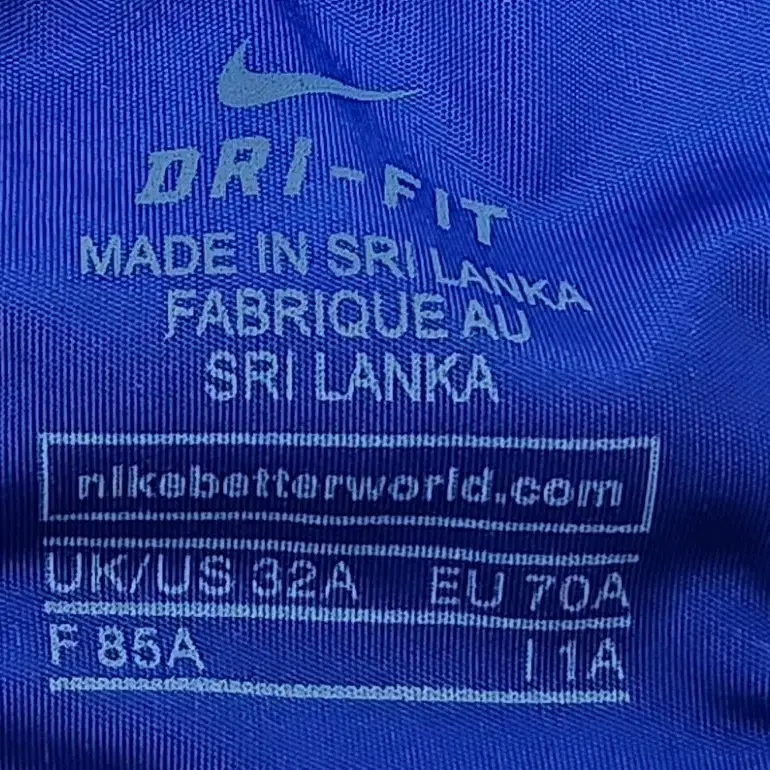 DRI-FIT
MADE IN SRI LANKA
FABRIQUE AU
SRI LANKA
nikebetterworld.com
UK/US 32A EU 70A
F 85A I 1A